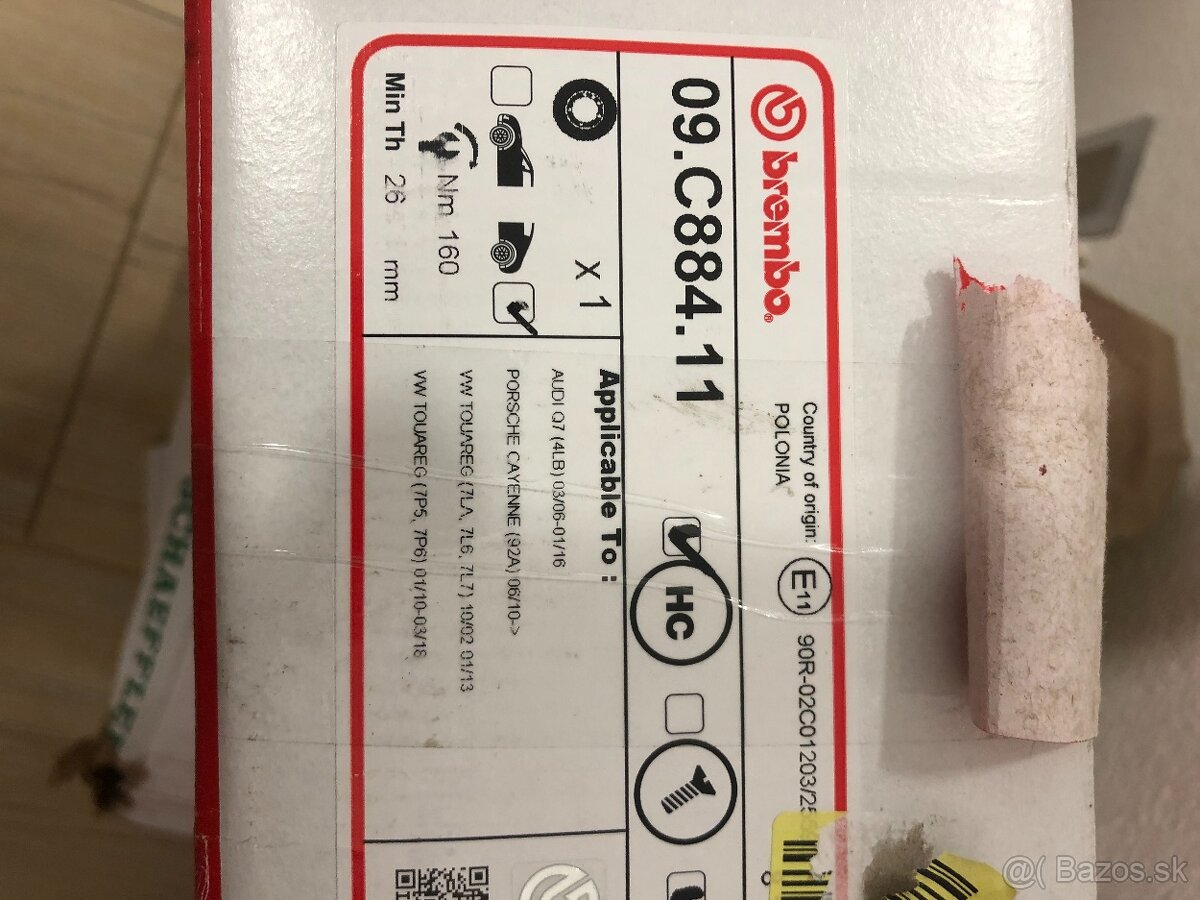 brembo®
Country of origin:
POLONIA
E11
90R-02C01203/25
09.C884.11
HC
X 1
Nm 160
Min Th 26 mm
Applicable To :
AUDI Q7 (4LB) 03/06-01/16
PORSCHE CAYENNE (92A) 06/10->
VW TOUAREG (7LA, 7L6, 7L7) 10/02 01/13
VW TOUAREG (7P5, 7P6) 01/10-03/18
SCHAEFFLER
@( Bazos.sk